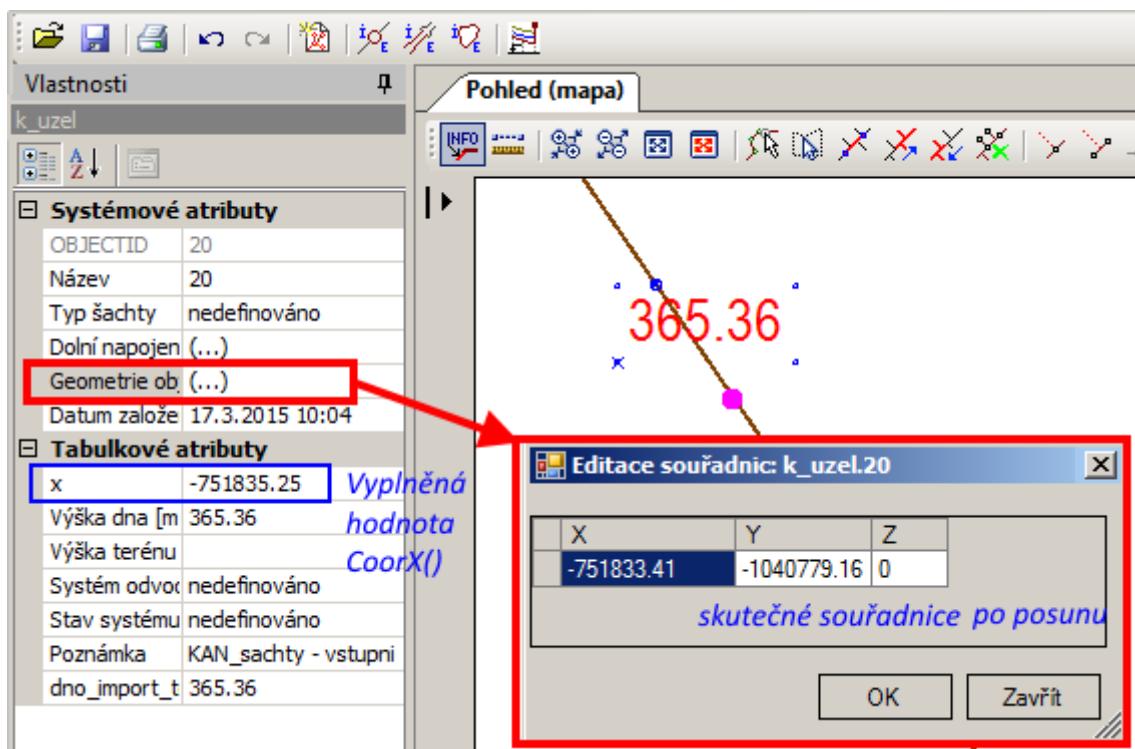 Vlastnosti
k_uzel
Systémové atributy
OBJECTID 20
Název 20
Typ šachty nedefinováno
Dolní napojen (...)
Geometrie ob (...)
Datum založe 17.3.2015 10:04
Tabulkové atributy
x -751835.25
Výška dna [m 365.36
Výška terénu
Systém odvo nedefinováno
Stav systému nedefinováno
Poznámka KAN_sachty - vstupni
dno_import_t 365.36
Vyplněná
hodnota
CoorX()
Pohled (mapa)
INFO
365.36
Editace souřadnic: k_uzel.20
X Y Z
-751833.41 -1040779.16 0
skutečné souřadnice po posunu
OK Zavřít